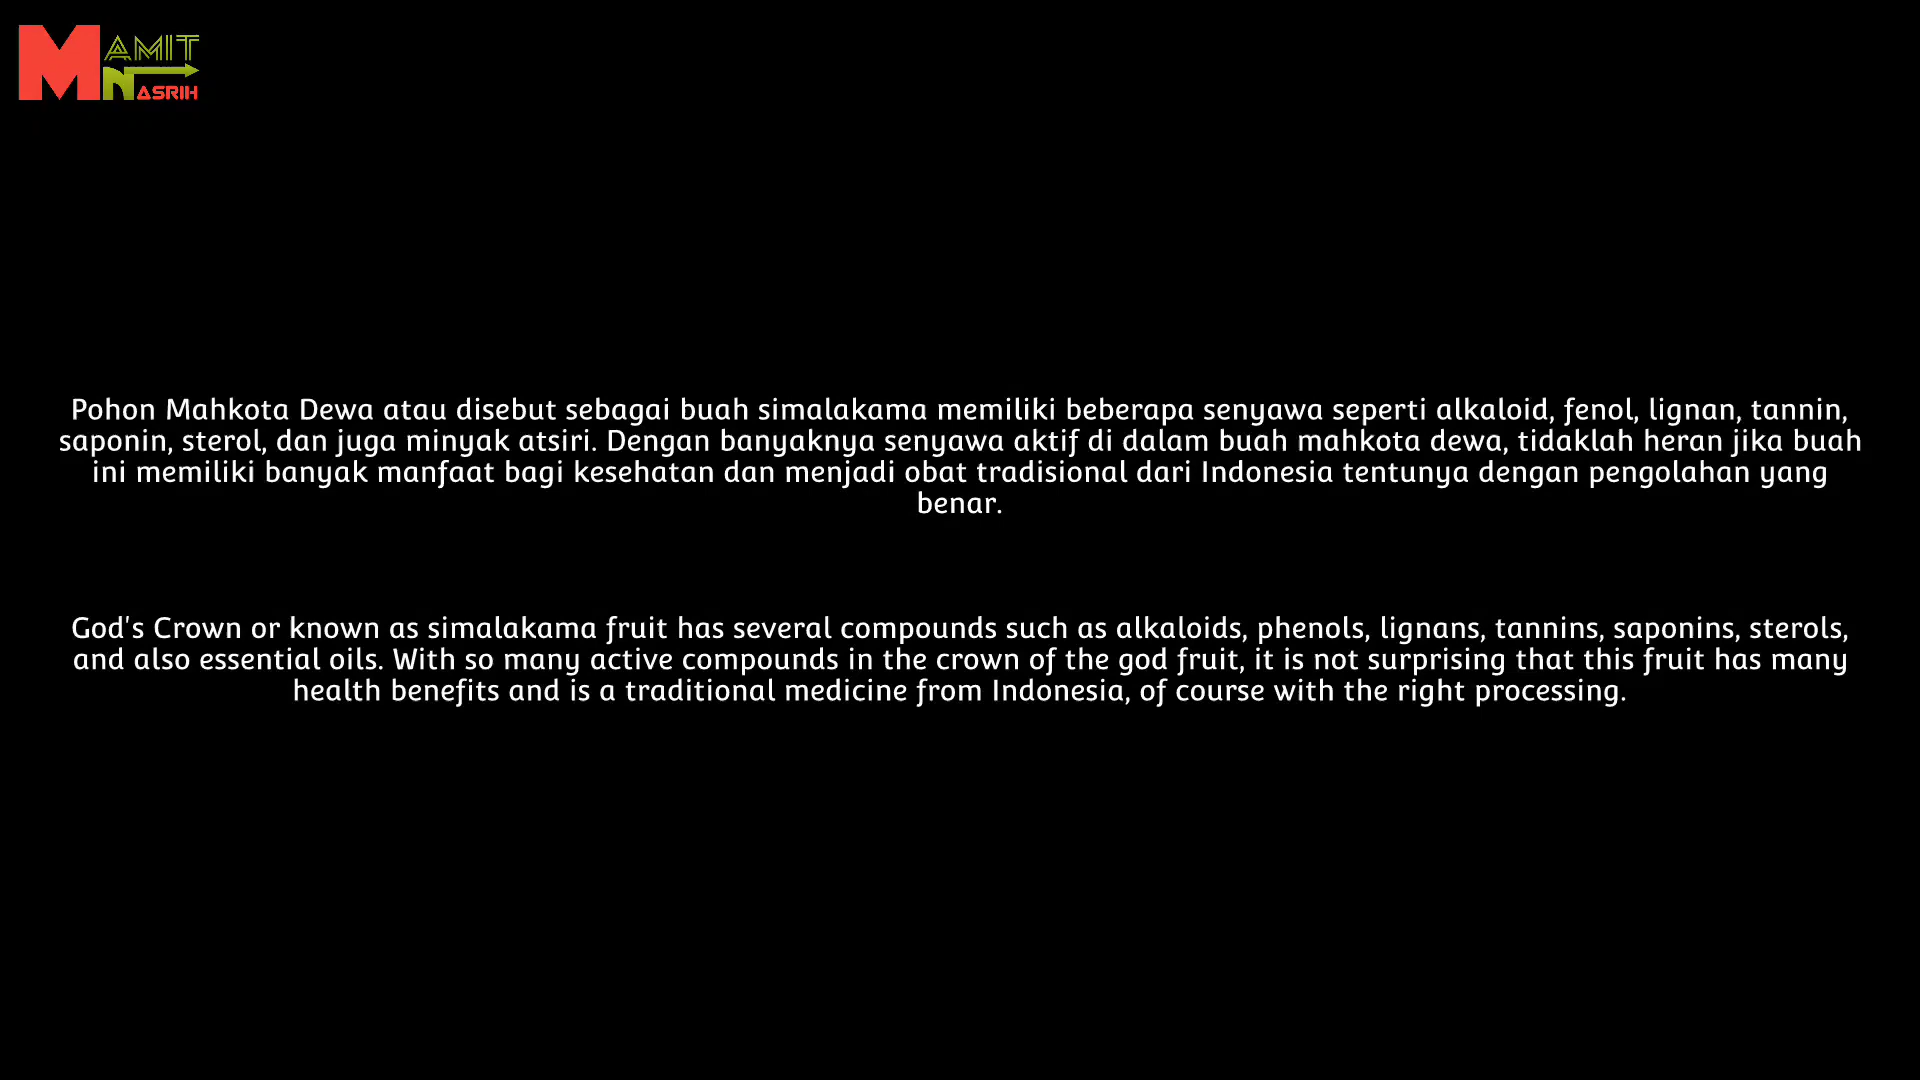 MAMIT
NASRIH
Pohon Mahkota Dewa atau disebut sebagai buah simalakama memiliki beberapa senyawa seperti alkaloid, fenol, lignan, tannin,
saponin, sterol, dan juga minyak atsiri. Dengan banyaknya senyawa aktif di dalam buah mahkota dewa, tidaklah heran jika buah
ini memiliki banyak manfaat bagi kesehatan dan menjadi obat tradisional dari Indonesia tentunya dengan pengolahan yang
benar.
God's Crown or known as simalakama fruit has several compounds such as alkaloids, phenols, lignans, tannins, saponins, sterols,
and also essential oils. With so many active compounds in the crown of the god fruit, it is not surprising that this fruit has many
health benefits and is a traditional medicine from Indonesia, of course with the right processing.